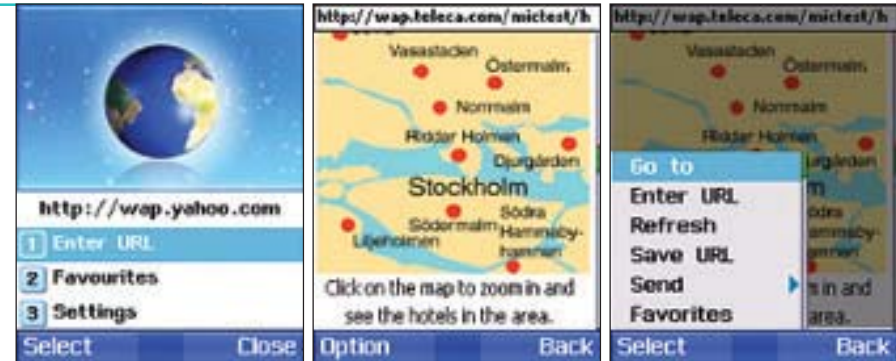 http://wap.yahoo.com
1 Enter URL
2 Favourites
3 Settings
Select Close
http://wap.teleca.com/mictest/h
Vasastaden
Östermalm
Norrmalm
Riddar Holmen
Djurgården
Stockholm
Södermalm
Södra
Hammarby-
hamnen
Liljeholmen
Click on the map to zoom in and
see the hotels in the area.
Option Back
http://wap.teleca.com/mictest/h
Vasastaden
Östermalm
Norrmalm
Riddar Holmen
Go to
Enter URL
Refresh
Save URL
Send
Favorites
Select Back